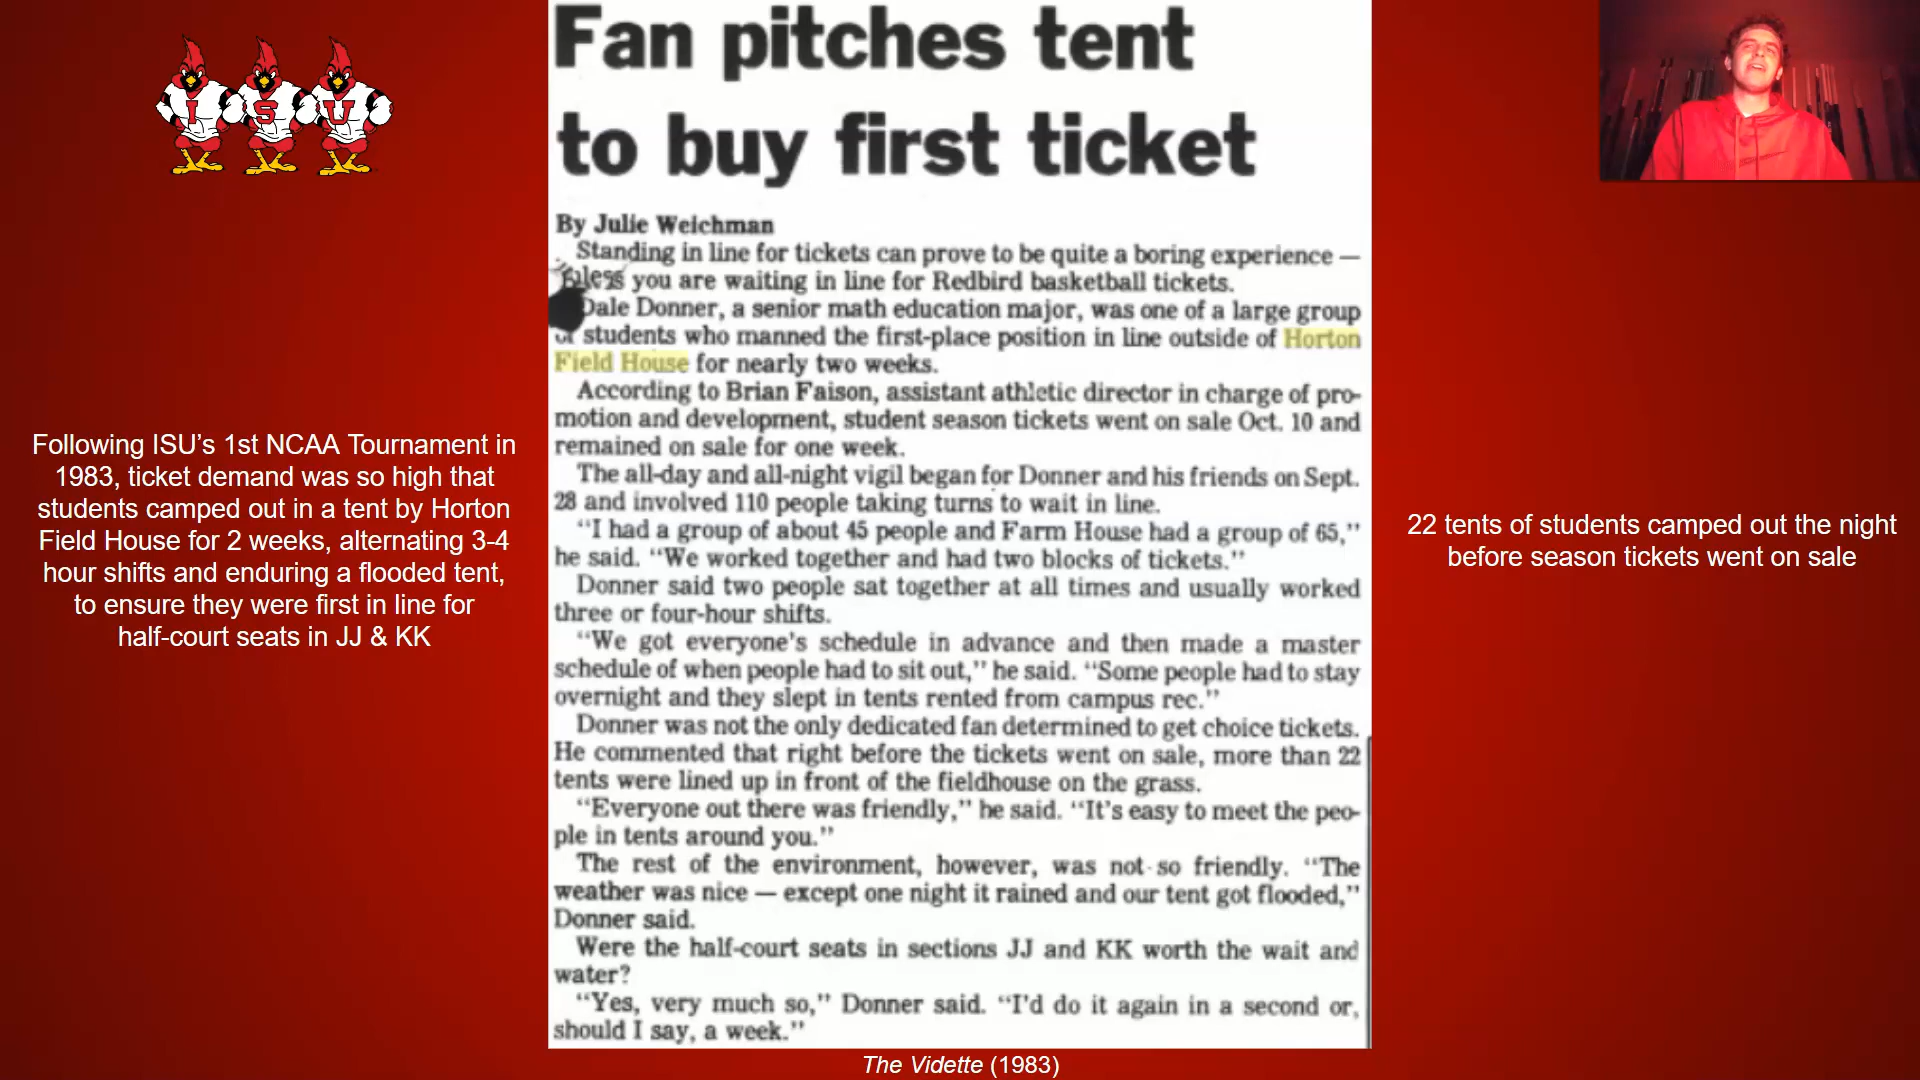 I S U
Following ISU's 1st NCAA Tournament in
1983, ticket demand was so high that
students camped out in a tent by Horton
Field House for 2 weeks, alternating 3-4
hour shifts and enduring a flooded tent,
to ensure they were first in line for
half-court seats in JJ & KK
Fan pitches tent
to buy first ticket
By Julie Weichman
Standing in line for tickets can prove to be quite a boring experience —
you are waiting in line for Redbird basketball tickets.
Dale Donner, a senior math education major, was one of a large group
of students who manned the first-place position in line outside of Horton
Field House for nearly two weeks.
According to Brian Faison, assistant athletic director in charge of pro-
motion and development, student season tickets went on sale Oct. 10 and
remained on sale for one week.
The all-day and all-night vigil began for Donner and his friends on Sept.
28 and involved 110 people taking turns to wait in line.
"I had a group of about 45 people and Farm House had a group of 65,"
he said. "We worked together and had two blocks of tickets."
Donner said two people sat together at all times and usually worked
three or four-hour shifts.
"We got everyone's schedule in advance and then made a master
schedule of when people had to sit out," he said. "Some people had to stay
overnight and they slept in tents rented from campus rec."
Donner was not the only dedicated fan determined to get choice tickets.
He commented that right before the tickets went on sale, more than 22
tents were lined up in front of the fieldhouse on the grass.
"Everyone out there was friendly," he said. "It's easy to meet the peo-
ple in tents around you."
The rest of the environment, however, was not so friendly. "The
weather was nice — except one night it rained and our tent got flooded,"
Donner said.
Were the half-court seats in sections JJ and KK worth the wait and
water?
"Yes, very much so," Donner said. "I'd do it again in a second or,
should I say, a week."
The Vidette (1983)
22 tents of students camped out the night
before season tickets went on sale